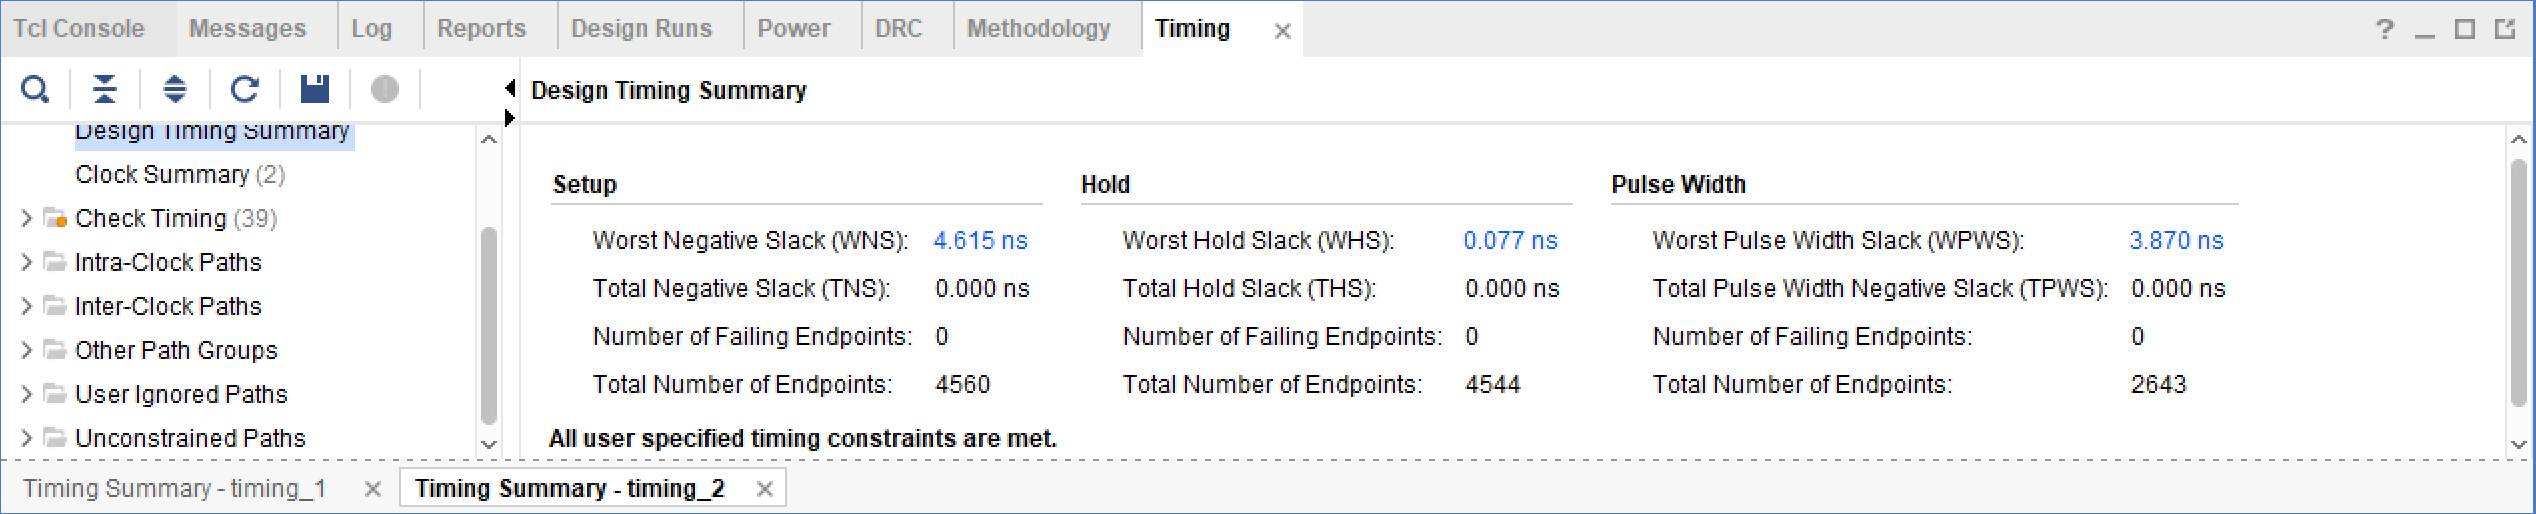 Tcl Console Messages Log Reports Design Runs Power DRC Methodology Timing
Design Timing Summary
Design Timing Summary
Clock Summary (2)
Check Timing (39)
Intra-Clock Paths
Inter-Clock Paths
Other Path Groups
User Ignored Paths
Unconstrained Paths
Setup
Worst Negative Slack (WNS): 4.615 ns
Total Negative Slack (TNS): 0.000 ns
Number of Failing Endpoints: 0
Total Number of Endpoints: 4560
Hold
Worst Hold Slack (WHS): 0.077 ns
Total Hold Slack (THS): 0.000 ns
Number of Failing Endpoints: 0
Total Number of Endpoints: 4544
Pulse Width
Worst Pulse Width Slack (WPWS): 3.870 ns
Total Pulse Width Negative Slack (TPWS): 0.000 ns
Number of Failing Endpoints: 0
Total Number of Endpoints: 2643
All user specified timing constraints are met.
Timing Summary - timing_1 Timing Summary - timing_2